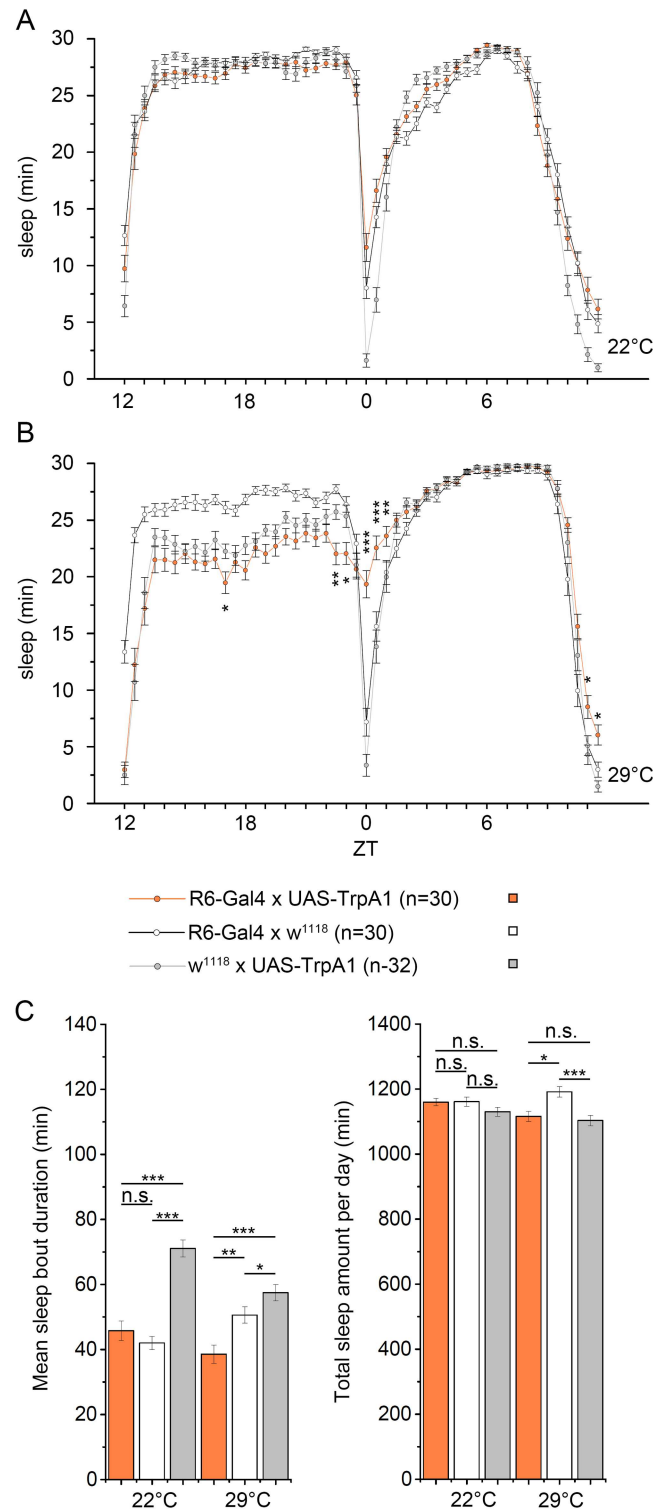 A
30
25
20
15
10
5
0
sleep (min)
22°C
12 18 0 6
B
30
25
20
15
10
5
0
sleep (min)
*
**
*
***
***
**
*
*
29°C
12 18 0 6
ZT
R6-Gal4 x UAS-TrpA1 (n=30)
R6-Gal4 x w¹¹¹⁸ (n=30)
w¹¹¹⁸ x UAS-TrpA1 (n-32)
C
140
120
100
80
60
40
20
0
Mean sleep bout duration (min)
***
n.s.
***
***
**
*
22°C 29°C
1400
1200
1000
800
600
400
200
0
Total sleep amount per day (min)
n.s.
n.s.
n.s.
n.s.
*
***
22°C 29°C